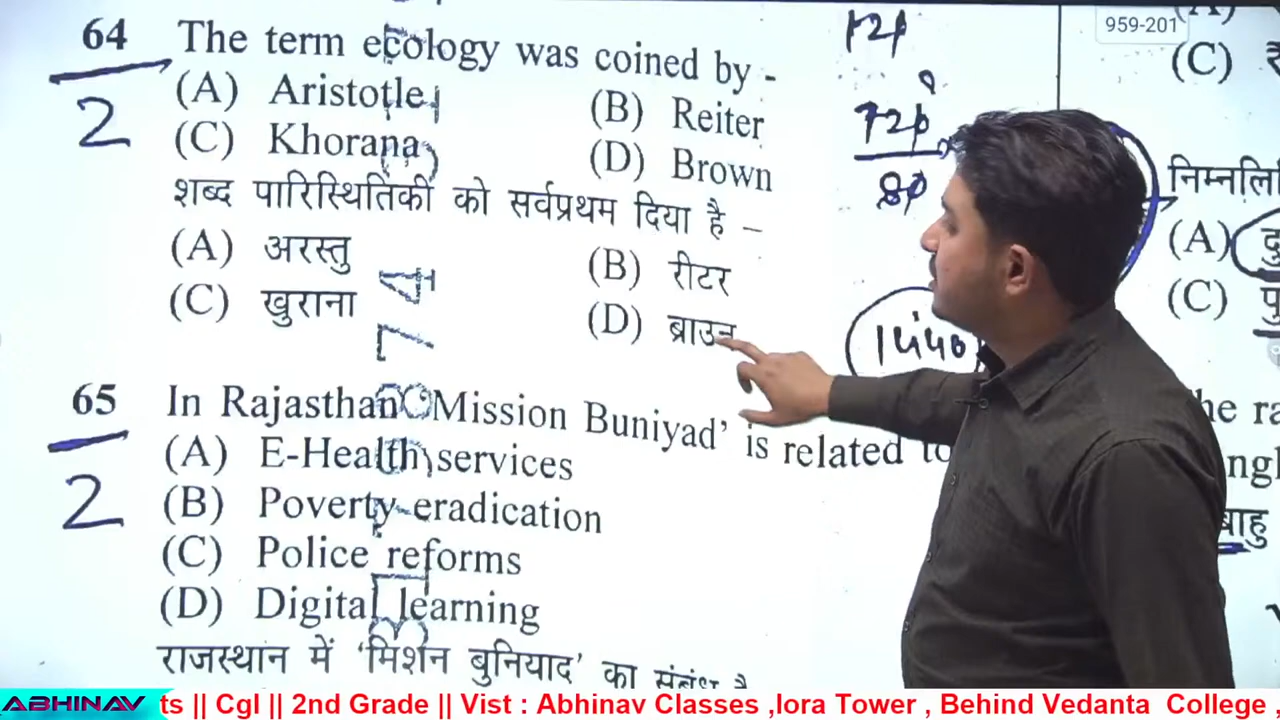 64 The term ecology was coined by -
(A) Aristotle (B) Reiter
(C) Khorana (D) Brown
शब्द पारिस्थितिकी को सर्वप्रथम दिया है –
(A) अरस्तु (B) रीटर
(C) खुराना (D) ब्राउन
2
65 In Rajasthan 'Mission Buniyad' is related to
(A) E-Health services
(B) Poverty eradication
(C) Police reforms
(D) Digital learning
2
राजस्थान में 'मिशन बुनियाद' का संबंध है
959-201
(C)
निम्नलि
(A)
(C)
बाहु
ABHINAV
ts || Cgl || 2nd Grade || Vist : Abhinav Classes ,Iora Tower , Behind Vedanta College ,